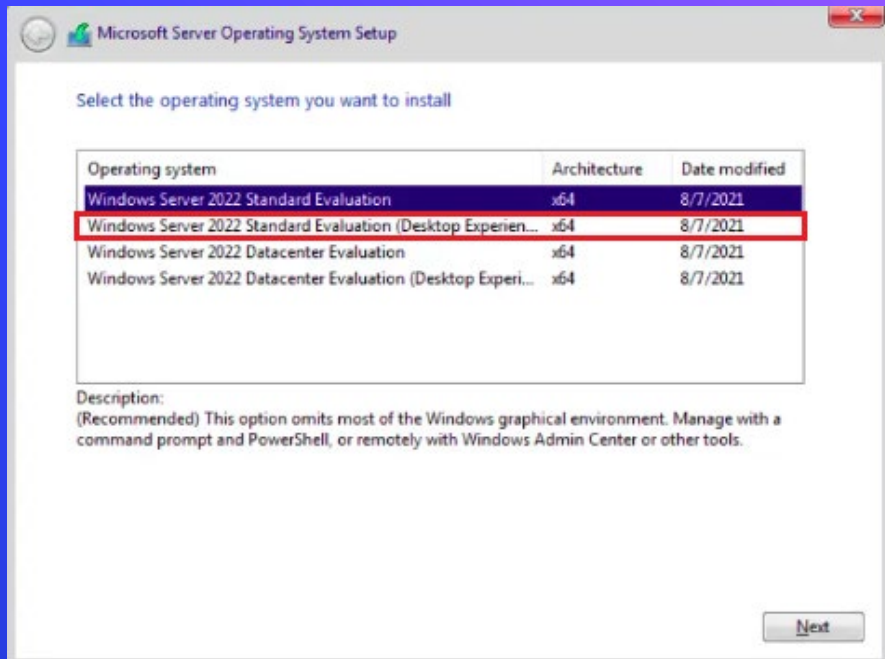 Microsoft Server Operating System Setup
Select the operating system you want to install
Operating system Architecture Date modified
Windows Server 2022 Standard Evaluation x64 8/7/2021
Windows Server 2022 Standard Evaluation (Desktop Experien... x64 8/7/2021
Windows Server 2022 Datacenter Evaluation x64 8/7/2021
Windows Server 2022 Datacenter Evaluation (Desktop Experi... x64 8/7/2021
Description:
(Recommended) This option omits most of the Windows graphical environment. Manage with a
command prompt and PowerShell, or remotely with Windows Admin Center or other tools.
Next